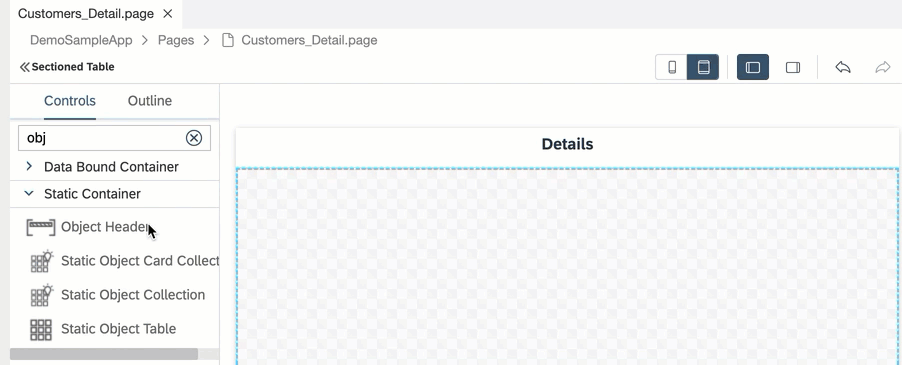 Customers_Detail.page
DemoSampleApp > Pages > Customers_Detail.page
Sectioned Table
Controls Outline
obj
Data Bound Container
Static Container
Object Header
Static Object Card Collect
Static Object Collection
Static Object Table
Details